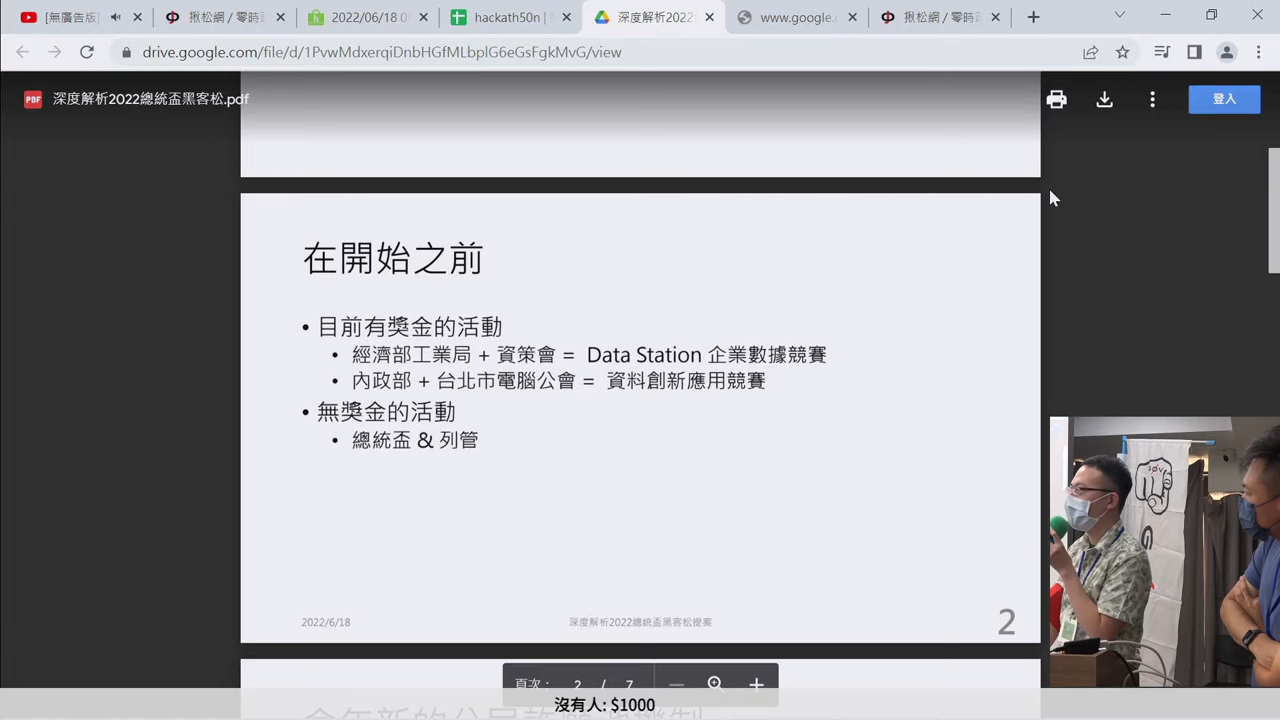 [無廣告版]
揪松網 / 零時政
2022/06/18 0
hackath50n |
深度解析2022
www.google.
揪松網 / 零時政
drive.google.com/file/d/1PvwMdxerqiDnbHGfMLbplG6eGsFgkMvG/view
PDF 深度解析2022總統盃黑客松.pdf
登入
在開始之前
• 目前有獎金的活動
• 經濟部工業局 + 資策會 = Data Station 企業數據競賽
• 內政部 + 台北市電腦公會 = 資料創新應用競賽
• 無獎金的活動
• 總統盃 & 列管
2022/6/18
深度解析2022總統盃黑客松提案
2
頁次： 2 / 7
沒有人: $1000